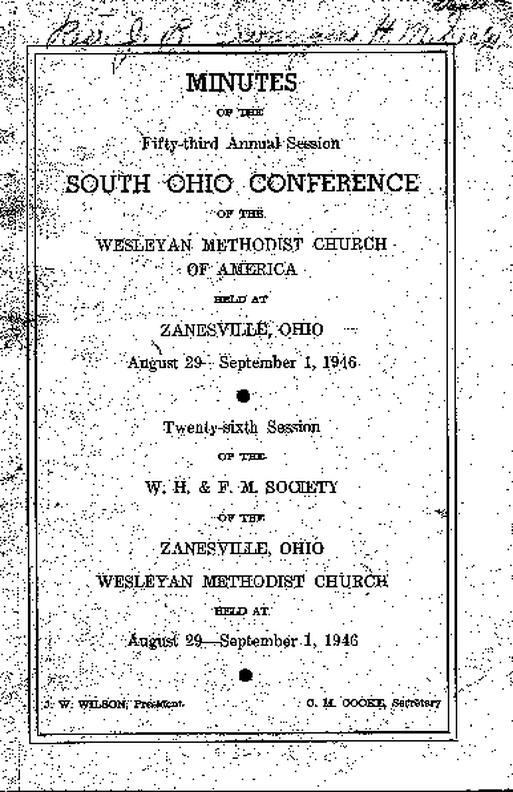 Rev. J. B.
MINUTES
OF THE
Fifty-third Annual Session
SOUTH OHIO CONFERENCE
OF THE
WESLEYAN METHODIST CHURCH
OF AMERICA
HELD AT
ZANESVILLE, OHIO
August 29- September 1, 1946
Twenty-sixth Session
OF THE
W. H. & F. M. SOCIETY
OF THE
ZANESVILLE, OHIO
WESLEYAN METHODIST CHURCH
HELD AT
August 29—September 1, 1946
J. W. WILSON, President C. M. COOKE, Secretary